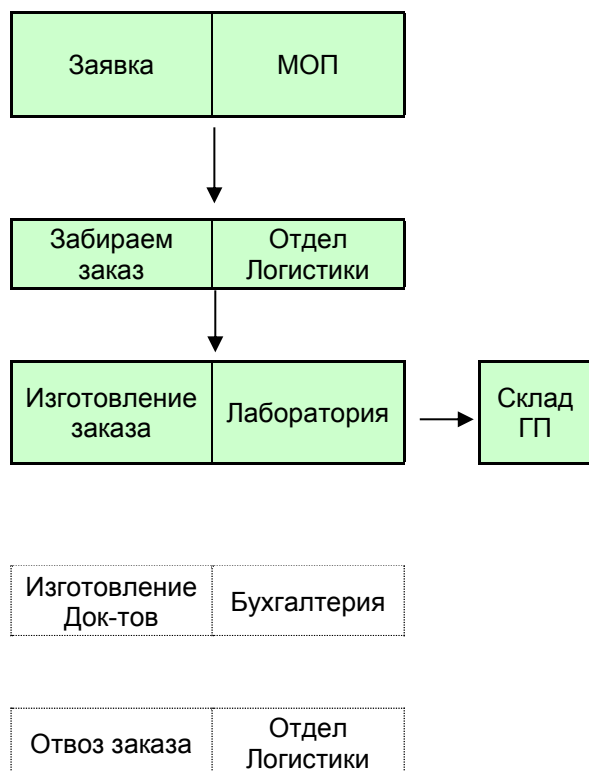 Заявка МОП
Забираем Отдел
заказ Логистики
Изготовление
заказа
Лаборатория
Склад
ГП
Изготовление
Док-тов
Бухгалтерия
Отвоз заказа
Отдел
Логистики